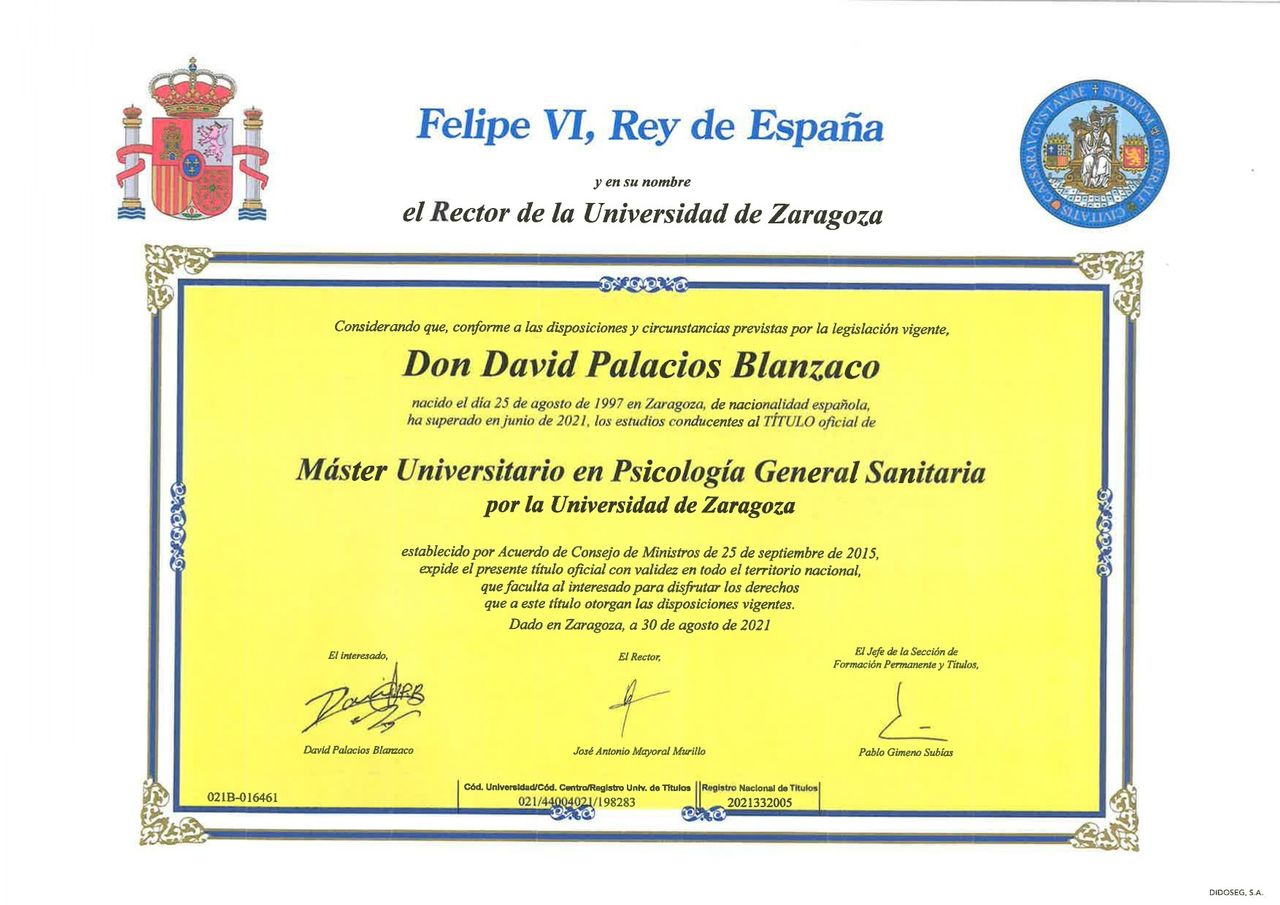 Felipe VI, Rey de España
y en su nombre
el Rector de la Universidad de Zaragoza
CAESARAVGVSTANAE STVDIVM GENERALE CIVITATIS
Considerando que, conforme a las disposiciones y circunstancias previstas por la legislación vigente,
Don David Palacios Blanzaco
nacido el día 25 de agosto de 1997 en Zaragoza, de nacionalidad española,
ha superado en junio de 2021, los estudios conducentes al TÍTULO oficial de
Máster Universitario en Psicología General Sanitaria
por la Universidad de Zaragoza
establecido por Acuerdo de Consejo de Ministros de 25 de septiembre de 2015,
expide el presente título oficial con validez en todo el territorio nacional,
que faculta al interesado para disfrutar los derechos
que a este título otorgan las disposiciones vigentes.
Dado en Zaragoza, a 30 de agosto de 2021
El interesado,
David Palacios Blanzaco
El Rector,
José Antonio Mayoral Murillo
El Jefe de la Sección de
Formación Permanente y Títulos,
Pablo Gimeno Subías
021B-016461
Cód. Universidad/Cód. Centro/Registro Univ. de Títulos
021/44004021/198283
Registro Nacional de Títulos
2021332005
DIDOSEG, S.A.